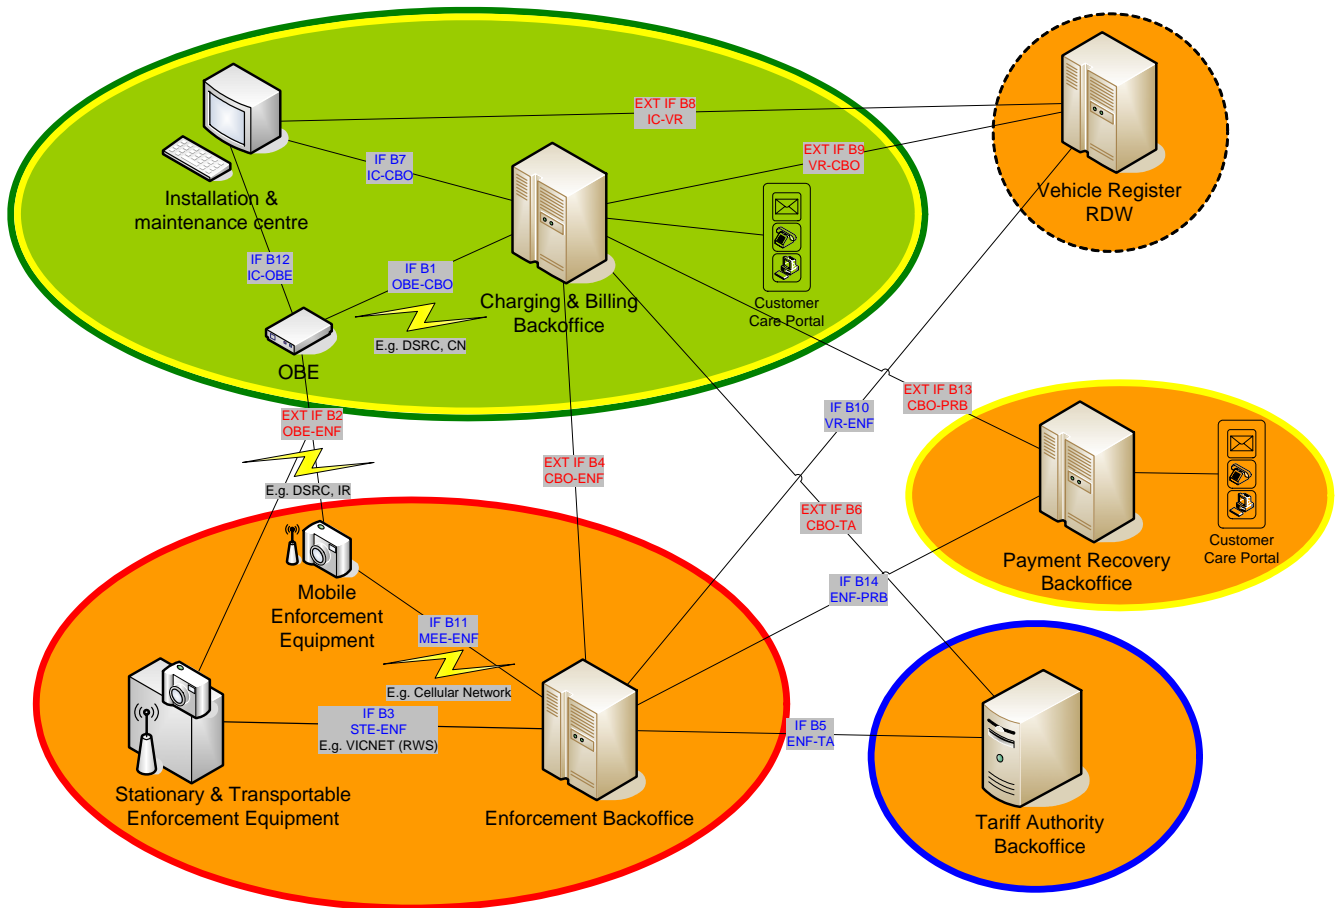 EXT IF B8
IC-VR
IF B7
IC-CBO
EXT IF B9
VR-CBO
Installation &
maintenance centre
Vehicle Register
RDW
IF B12
IC-OBE
IF B1
OBE-CBO
Charging & Billing
Backoffice
Customer
Care Portal
E.g. DSRC, CN
OBE
EXT IF B2
OBE-ENF
IF B10
VR-ENF
EXT IF B13
CBO-PRB
EXT IF B4
CBO-ENF
E.g. DSRC, IR
EXT IF B6
CBO-TA
Customer
Care Portal
Payment Recovery
Backoffice
IF B14
ENF-PRB
Mobile
Enforcement
Equipment
IF B11
MEE-ENF
E.g. Cellular Network
IF B3
STE-ENF
E.g. VICNET (RWS)
IF B5
ENF-TA
Stationary & Transportable
Enforcement Equipment
Enforcement Backoffice
Tariff Authority
Backoffice